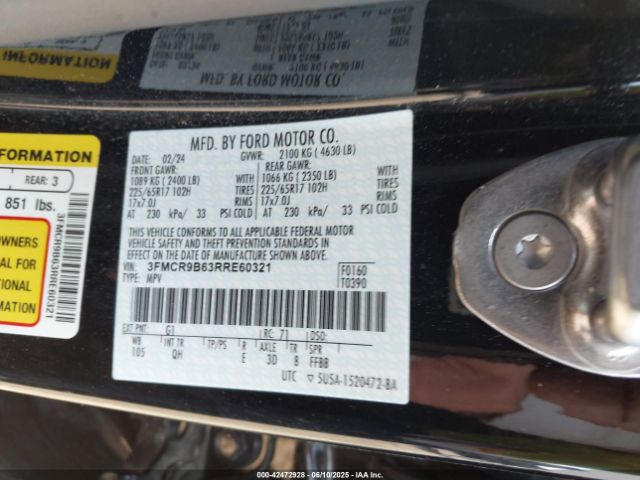 MFD. BY FORD MOTOR CO.
DATE: 02/24 GVWR: 2100 KG ( 4630 LB)
FRONT GAWR: REAR GAWR:
1089 KG ( 2400 LB) WITH 1066 KG ( 2350 LB) WITH
225/65R17 102H TIRES 225/65R17 102H TIRES
17x7.0J RIMS 17x7.0J RIMS
AT 230 kPa/ 33 PSI COLD AT 230 kPa/ 33 PSI COLD
THIS VEHICLE CONFORMS TO ALL APPLICABLE FEDERAL MOTOR
VEHICLE SAFETY AND THEFT PREVENTION STANDARDS IN
EFFECT ON THE DATE OF MANUFACTURE SHOWN ABOVE.
VIN: 3FMCR9B63RRE60321 F0160
TYPE: MPV T0390
EXT PNT: G1 RC: 71 DSO:
WB INT TR TP/PS R AXLE TR SPR
105 QH E 3D 8 FFBB
UTC ▽ 5USA-1520472-BA
FORMATION
REAR: 3
851 lbs.
OWNERS
AL FOR
TIONAL
MATION
3FMCR9B63RRE60321
INFORMATION
MFD. BY FORD MOTOR CO.
000-42472928 - 06/10/2025 - IAA Inc.